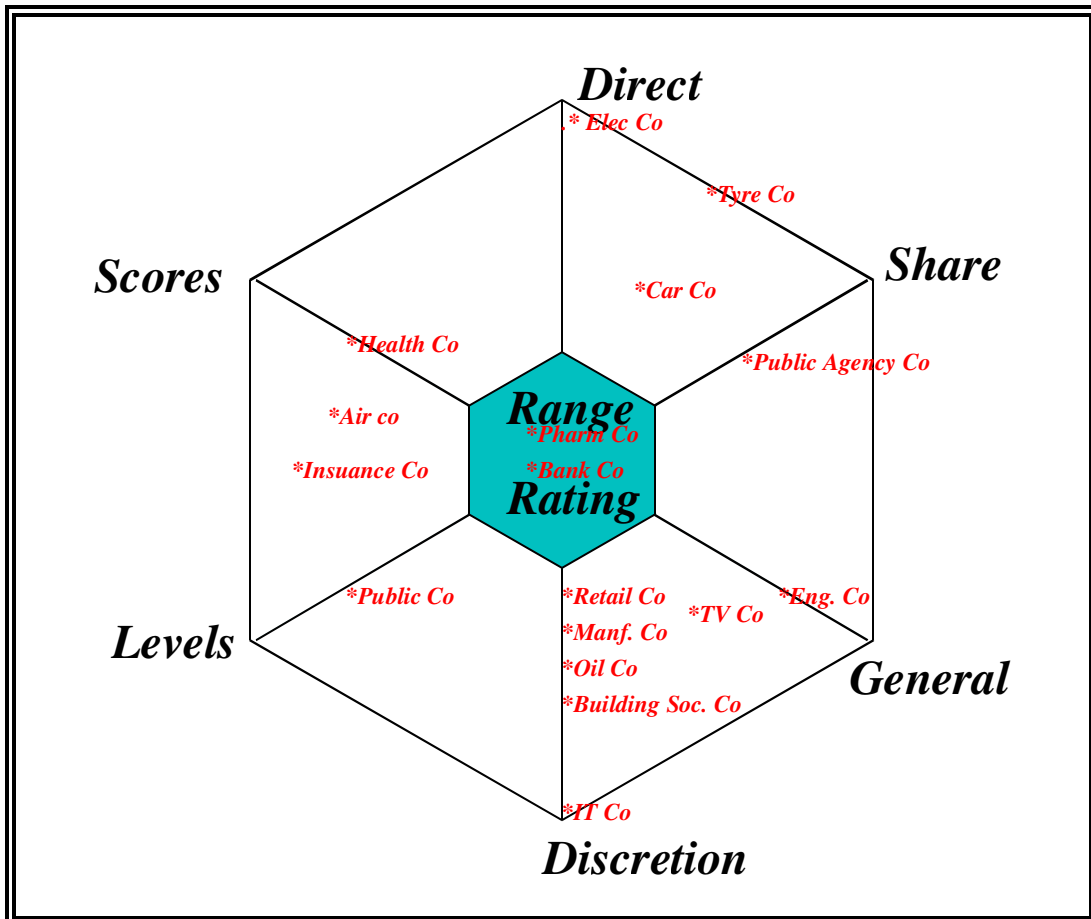 Direct
.* Elec Co
*Tyre Co
Share
Scores
*Car Co
*Health Co
*Public Agency Co
Range
*Air co
*Pharm Co
*Insuance Co
*Bank Co
Rating
*Public Co
*Retail Co
*Eng. Co
*TV Co
Levels
*Manf. Co
*Oil Co
General
*Building Soc. Co
*IT Co
Discretion